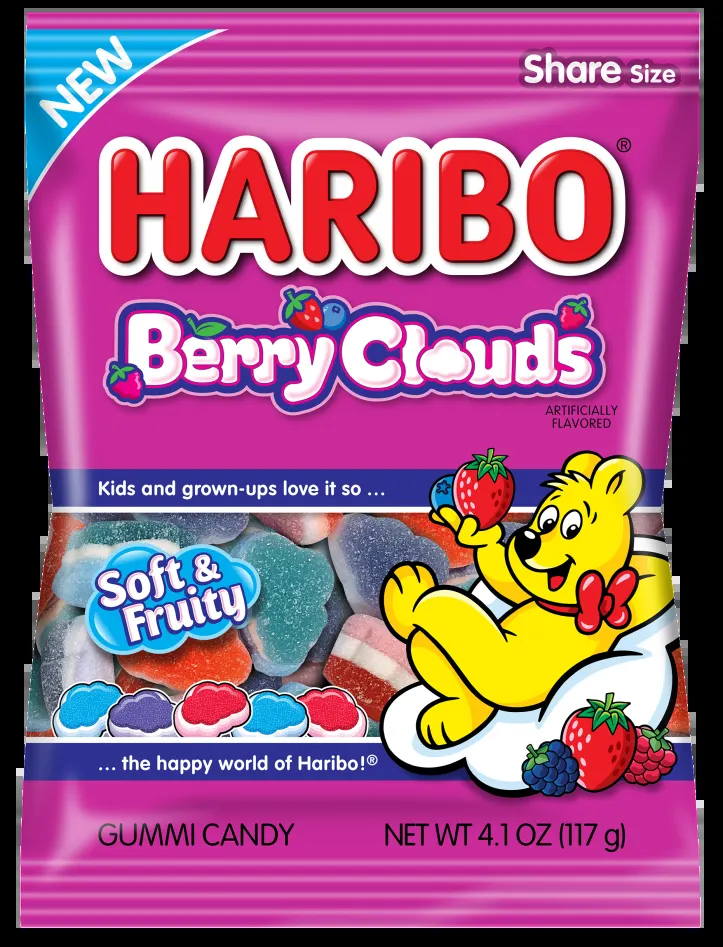 NEW
Share Size
HARIBO®
Berry Clouds
ARTIFICIALLY
FLAVORED
Kids and grown-ups love it so ...
Soft &
Fruity
... the happy world of Haribo!®
GUMMI CANDY
NET WT 4.1 OZ (117 g)